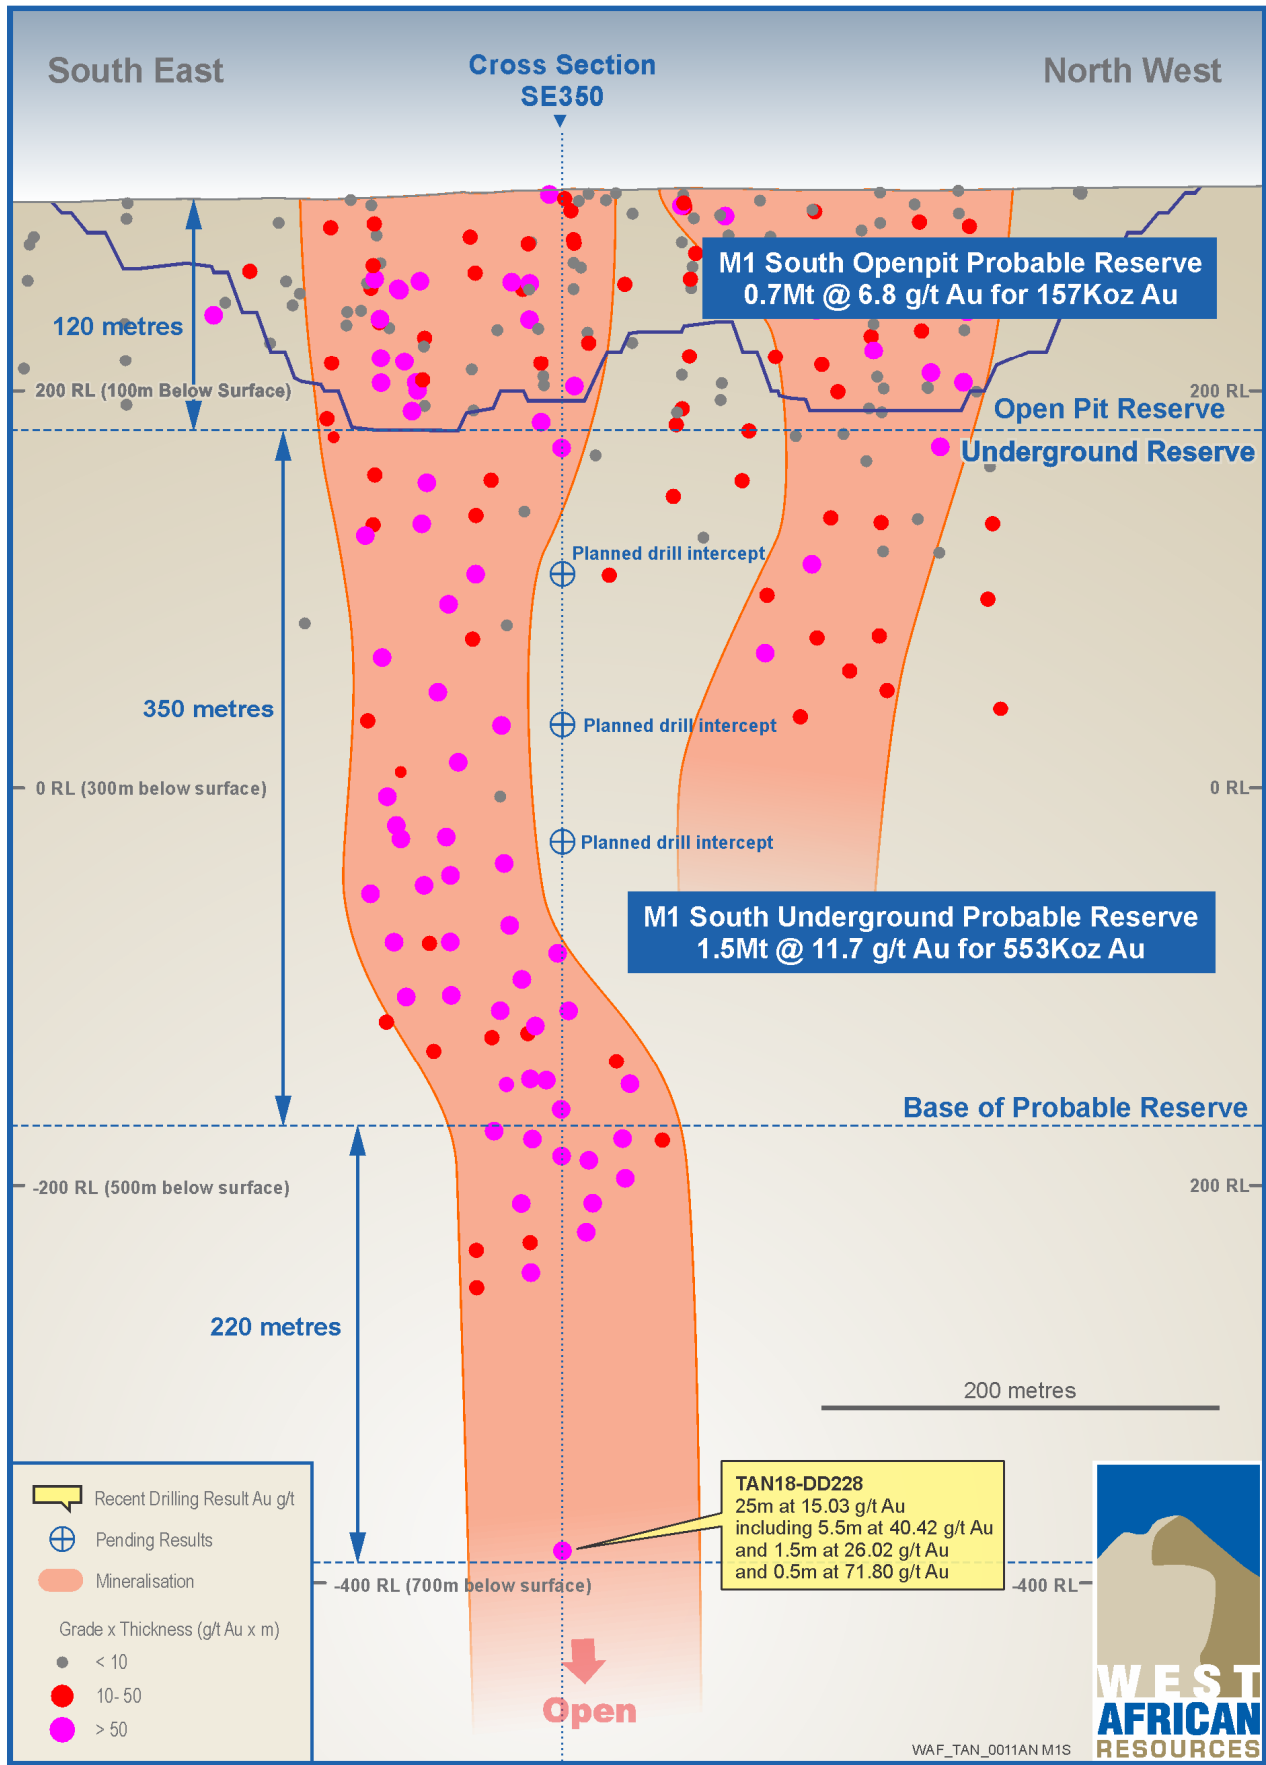 South East
Cross Section
SE350
North West
M1 South Openpit Probable Reserve
0.7Mt @ 6.8 g/t Au for 157Koz Au
120 metres
200 RL (100m Below Surface)
200 RL
Open Pit Reserve
Underground Reserve
Planned drill intercept
350 metres
Planned drill intercept
0 RL (300m below surface)
0 RL
Planned drill intercept
M1 South Underground Probable Reserve
1.5Mt @ 11.7 g/t Au for 553Koz Au
Base of Probable Reserve
-200 RL (500m below surface)
200 RL
220 metres
200 metres
TAN18-DD228
25m at 15.03 g/t Au
including 5.5m at 40.42 g/t Au
and 1.5m at 26.02 g/t Au
and 0.5m at 71.80 g/t Au
-400 RL (700m below surface)
-400 RL
Open
Recent Drilling Result Au g/t
Pending Results
Mineralisation
Grade x Thickness (g/t Au x m)
< 10
10- 50
> 50
WAF_TAN_0011AN M1S
WEST
AFRICAN
RESOURCES